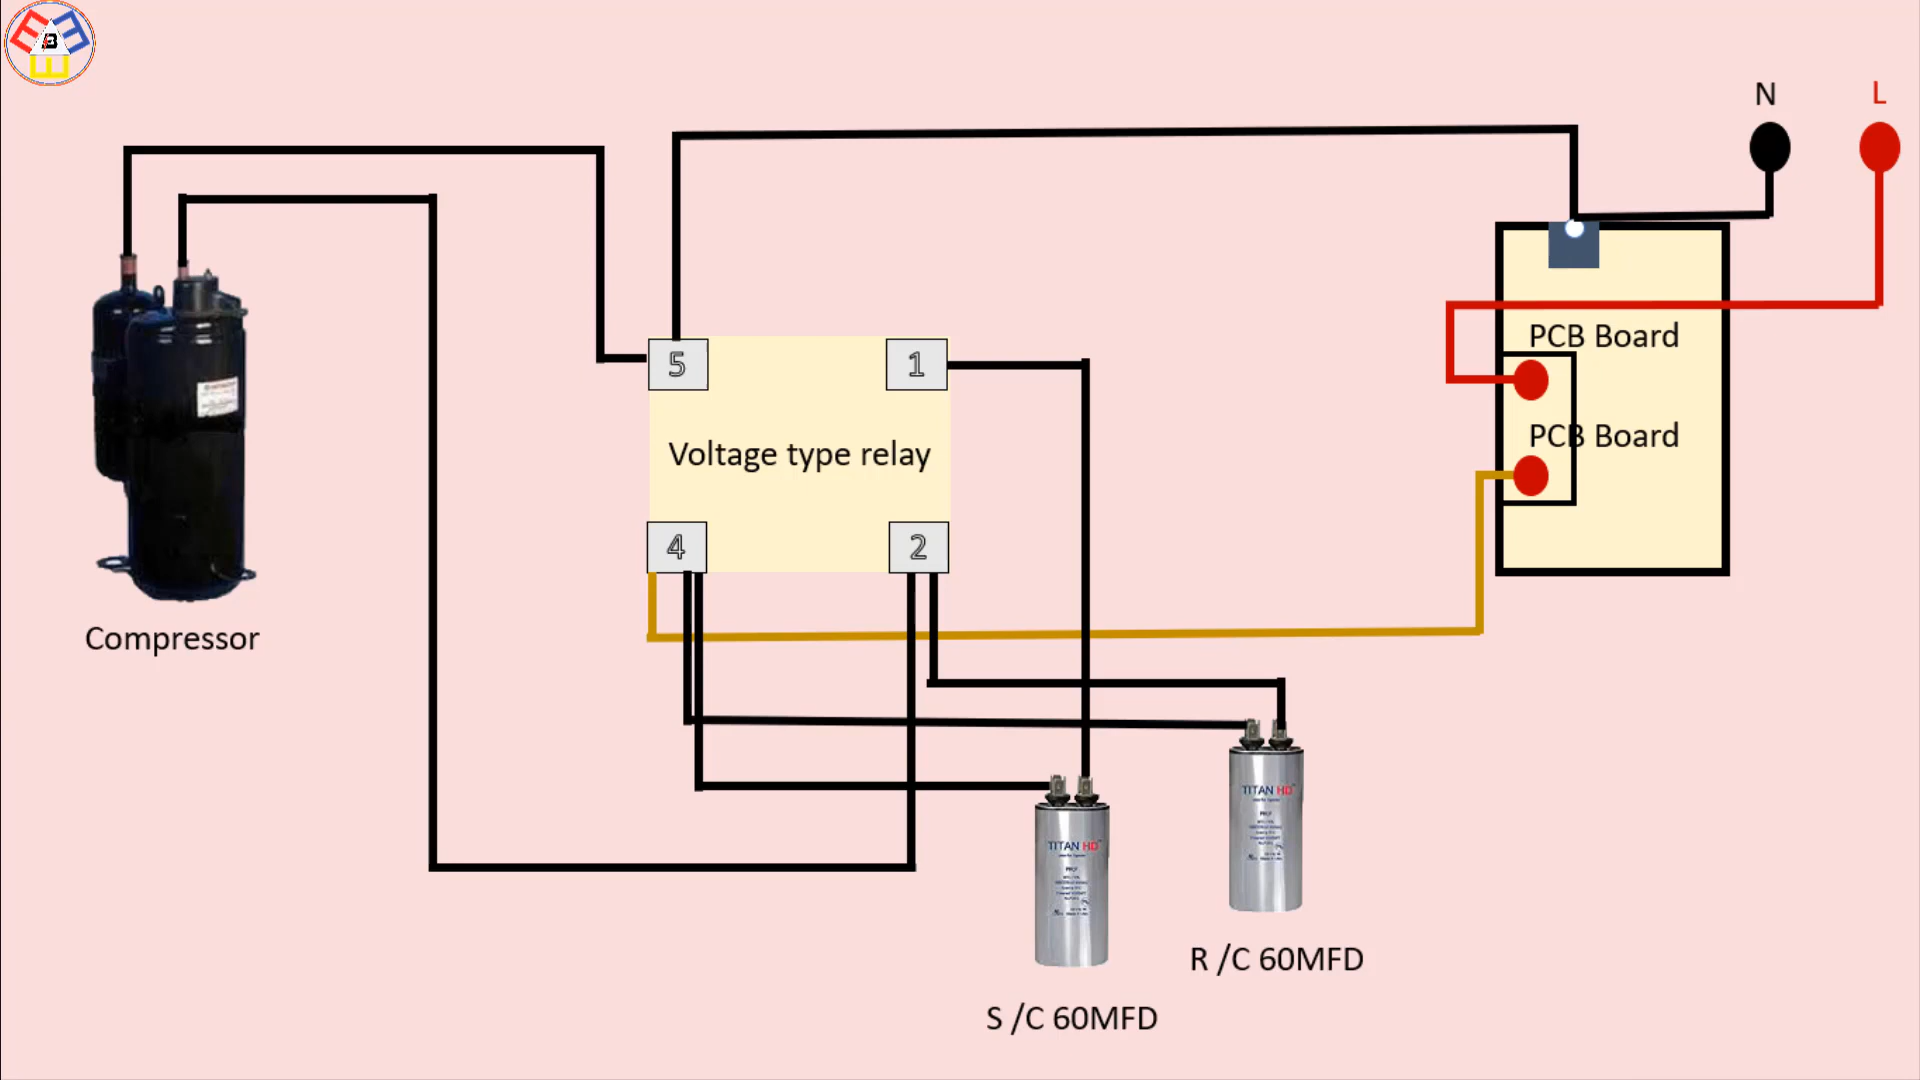 N
L
5
1
PCB Board
Voltage type relay
PCB Board
4
2
Compressor
TITAN HD
TITAN HD
R /C 60MFD
S /C 60MFD